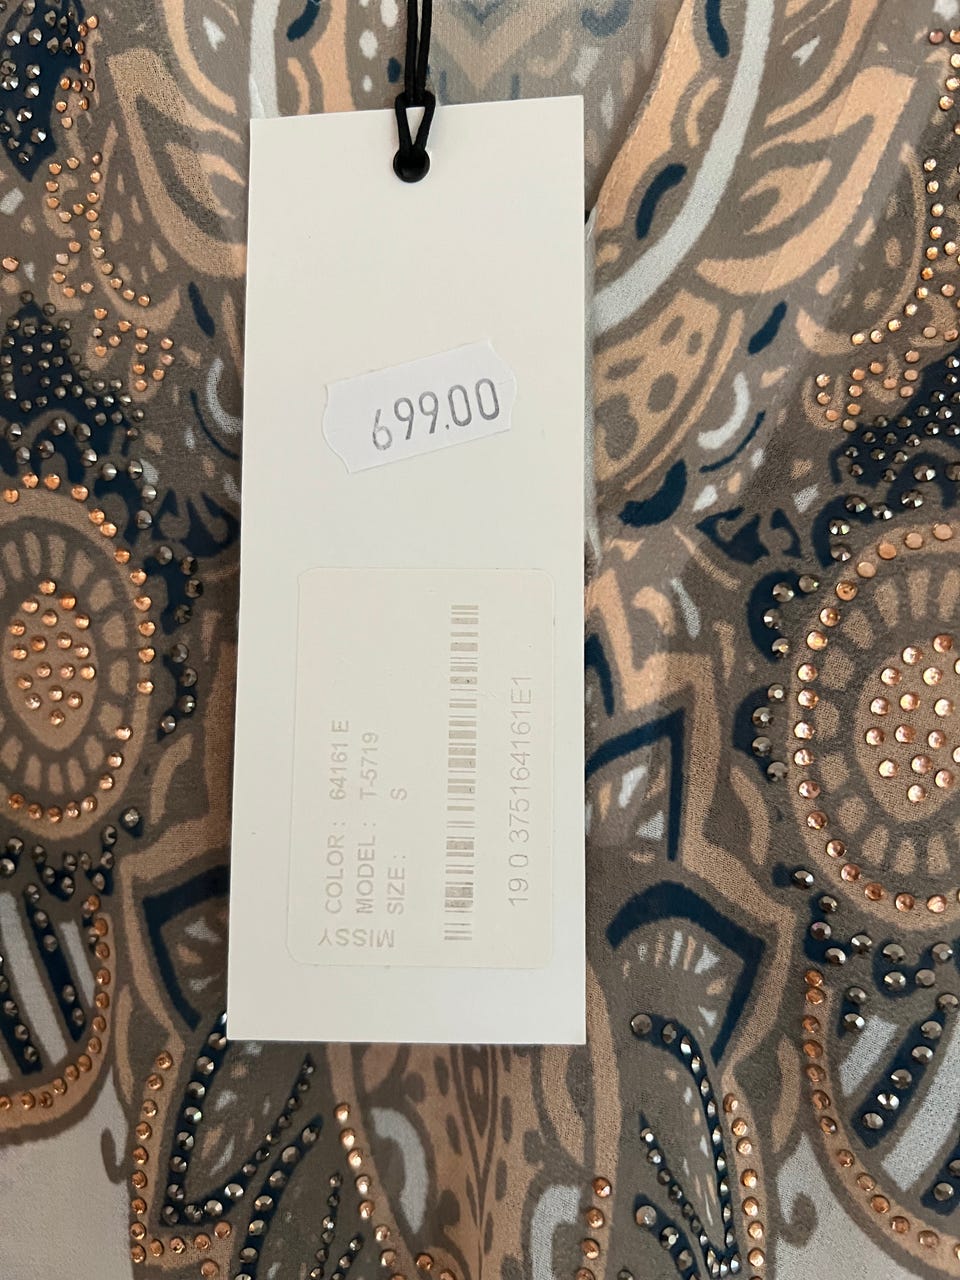 699.00
MISSY
COLOR : 64161 E
MODEL : T-5719
SIZE : S
19 0 375164161E1